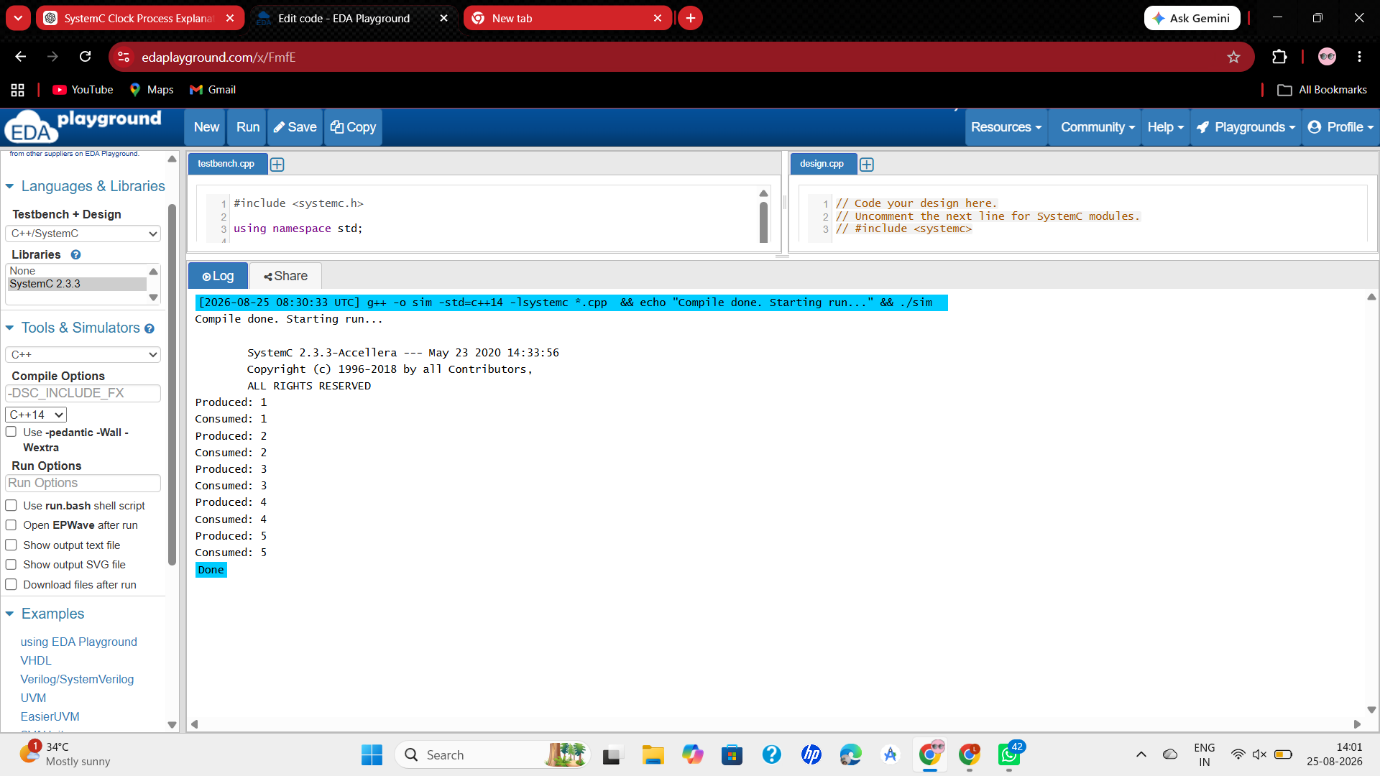 SystemC Clock Process Explana
Edit code - EDA Playground
New tab
Ask Gemini
edaplayground.com/x/FmfE
YouTube
Maps
Gmail
All Bookmarks
EDA playground
New
Run
Save
Copy
Resources
Community
Help
Playgrounds
Profile
from other suppliers on EDA Playground.
Languages & Libraries
Testbench + Design
C++/SystemC
Libraries
None
SystemC 2.3.3
Tools & Simulators
C++
Compile Options
-DSC_INCLUDE_FX
C++14
Use -pedantic -Wall -
Wextra
Run Options
Run Options
Use run.bash shell script
Open EPWave after run
Show output text file
Show output SVG file
Download files after run
Examples
using EDA Playground
VHDL
Verilog/SystemVerilog
UVM
EasierUVM
testbench.cpp
1 #include <systemc.h>
2
3 using namespace std;
4
design.cpp
1 // Code your design here.
2 // Uncomment the next line for SystemC modules.
3 // #include <systemc>
Log
Share
[2026-08-25 08:30:33 UTC] g++ -o sim -std=c++14 -lsystemc *.cpp && echo "Compile done. Starting run..." && ./sim
Compile done. Starting run...
SystemC 2.3.3-Accellera --- May 23 2020 14:33:56
Copyright (c) 1996-2018 by all Contributors,
ALL RIGHTS RESERVED
Produced: 1
Consumed: 1
Produced: 2
Consumed: 2
Produced: 3
Consumed: 3
Produced: 4
Consumed: 4
Produced: 5
Consumed: 5
Done
1
34°C
Mostly sunny
Search
hp
42
ENG
IN
14:01
25-08-2026